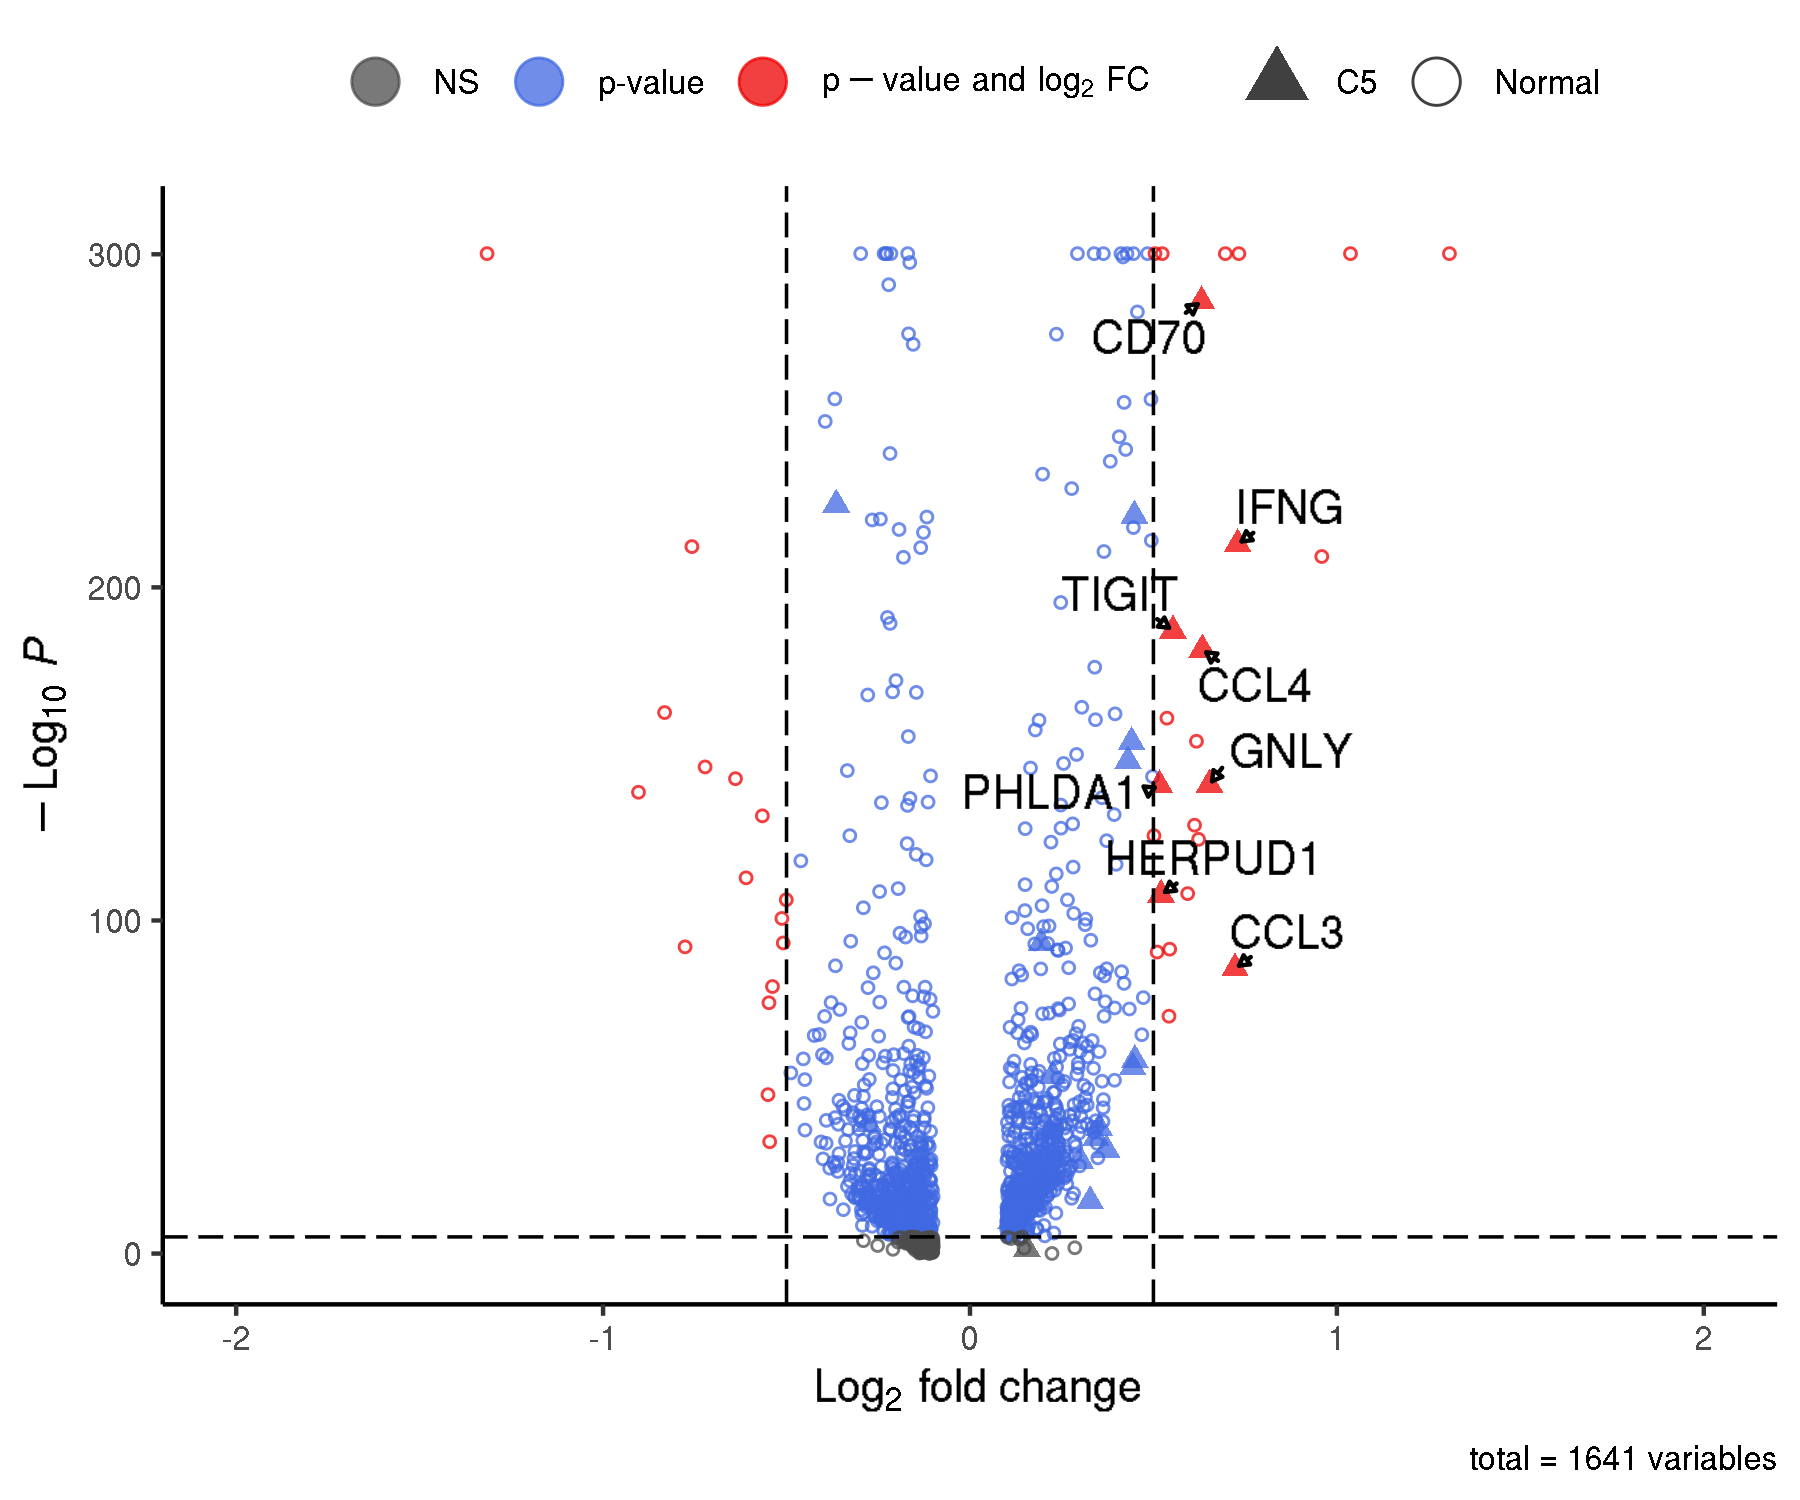 NS p-value p − value and log2 FC C5 Normal
300
200
100
0
− Log10 P
CD70
IFNG
TIGIT
CCL4
GNLY
PHLDA1
HERPUD1
CCL3
-2 -1 0 1 2
Log2 fold change
total = 1641 variables